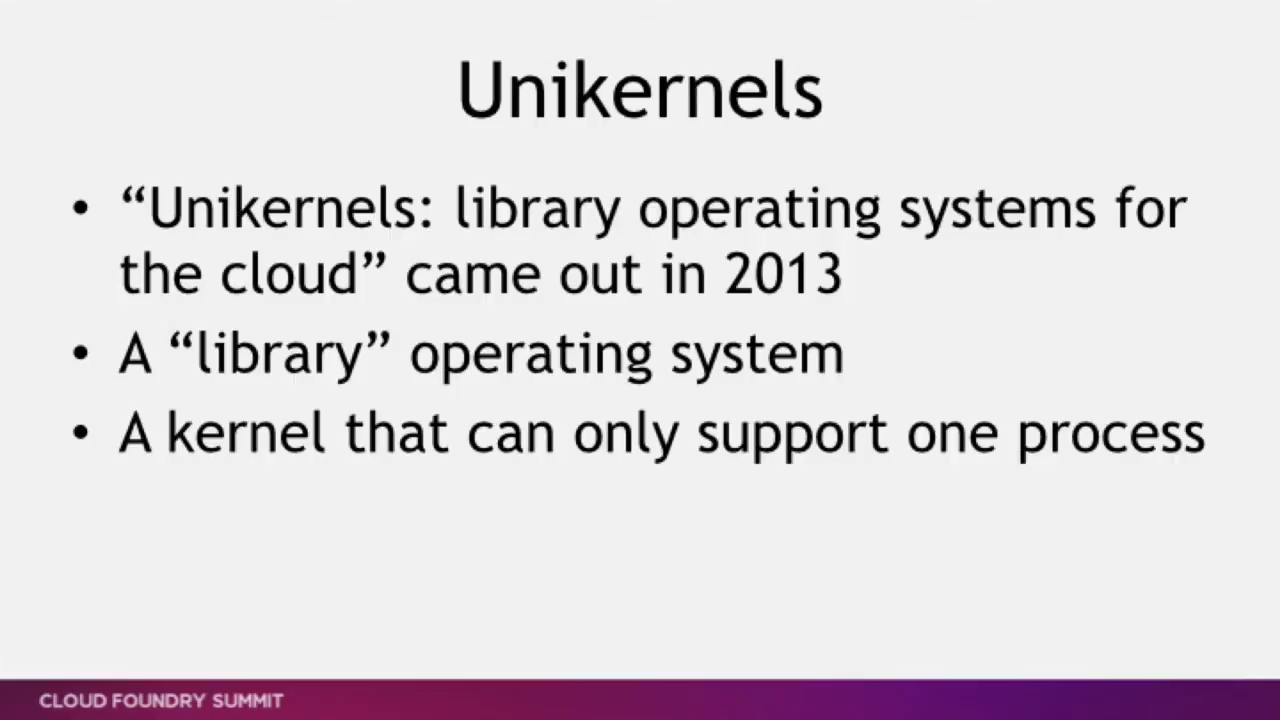 Unikernels
• “Unikernels: library operating systems for
the cloud” came out in 2013
• A “library” operating system
• A kernel that can only support one process
CLOUD FOUNDRY SUMMIT